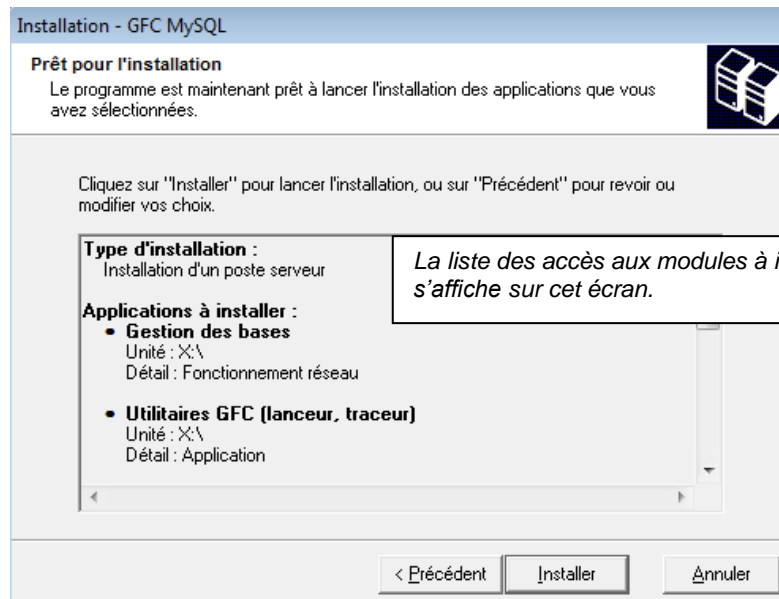 Installation - GFC MySQL
Prêt pour l'installation
Le programme est maintenant prêt à lancer l'installation des applications que vous
avez sélectionnées.
Cliquez sur "Installer" pour lancer l'installation, ou sur "Précédent" pour revoir ou
modifier vos choix.
Type d'installation :
Installation d'un poste serveur
La liste des accès aux modules à
s'affiche sur cet écran.
Applications à installer :
• Gestion des bases
Unité : X:\
Détail : Fonctionnement réseau
• Utilitaires GFC (lanceur, traceur)
Unité : X:\
Détail : Application
< Précédent
Installer
Annuler